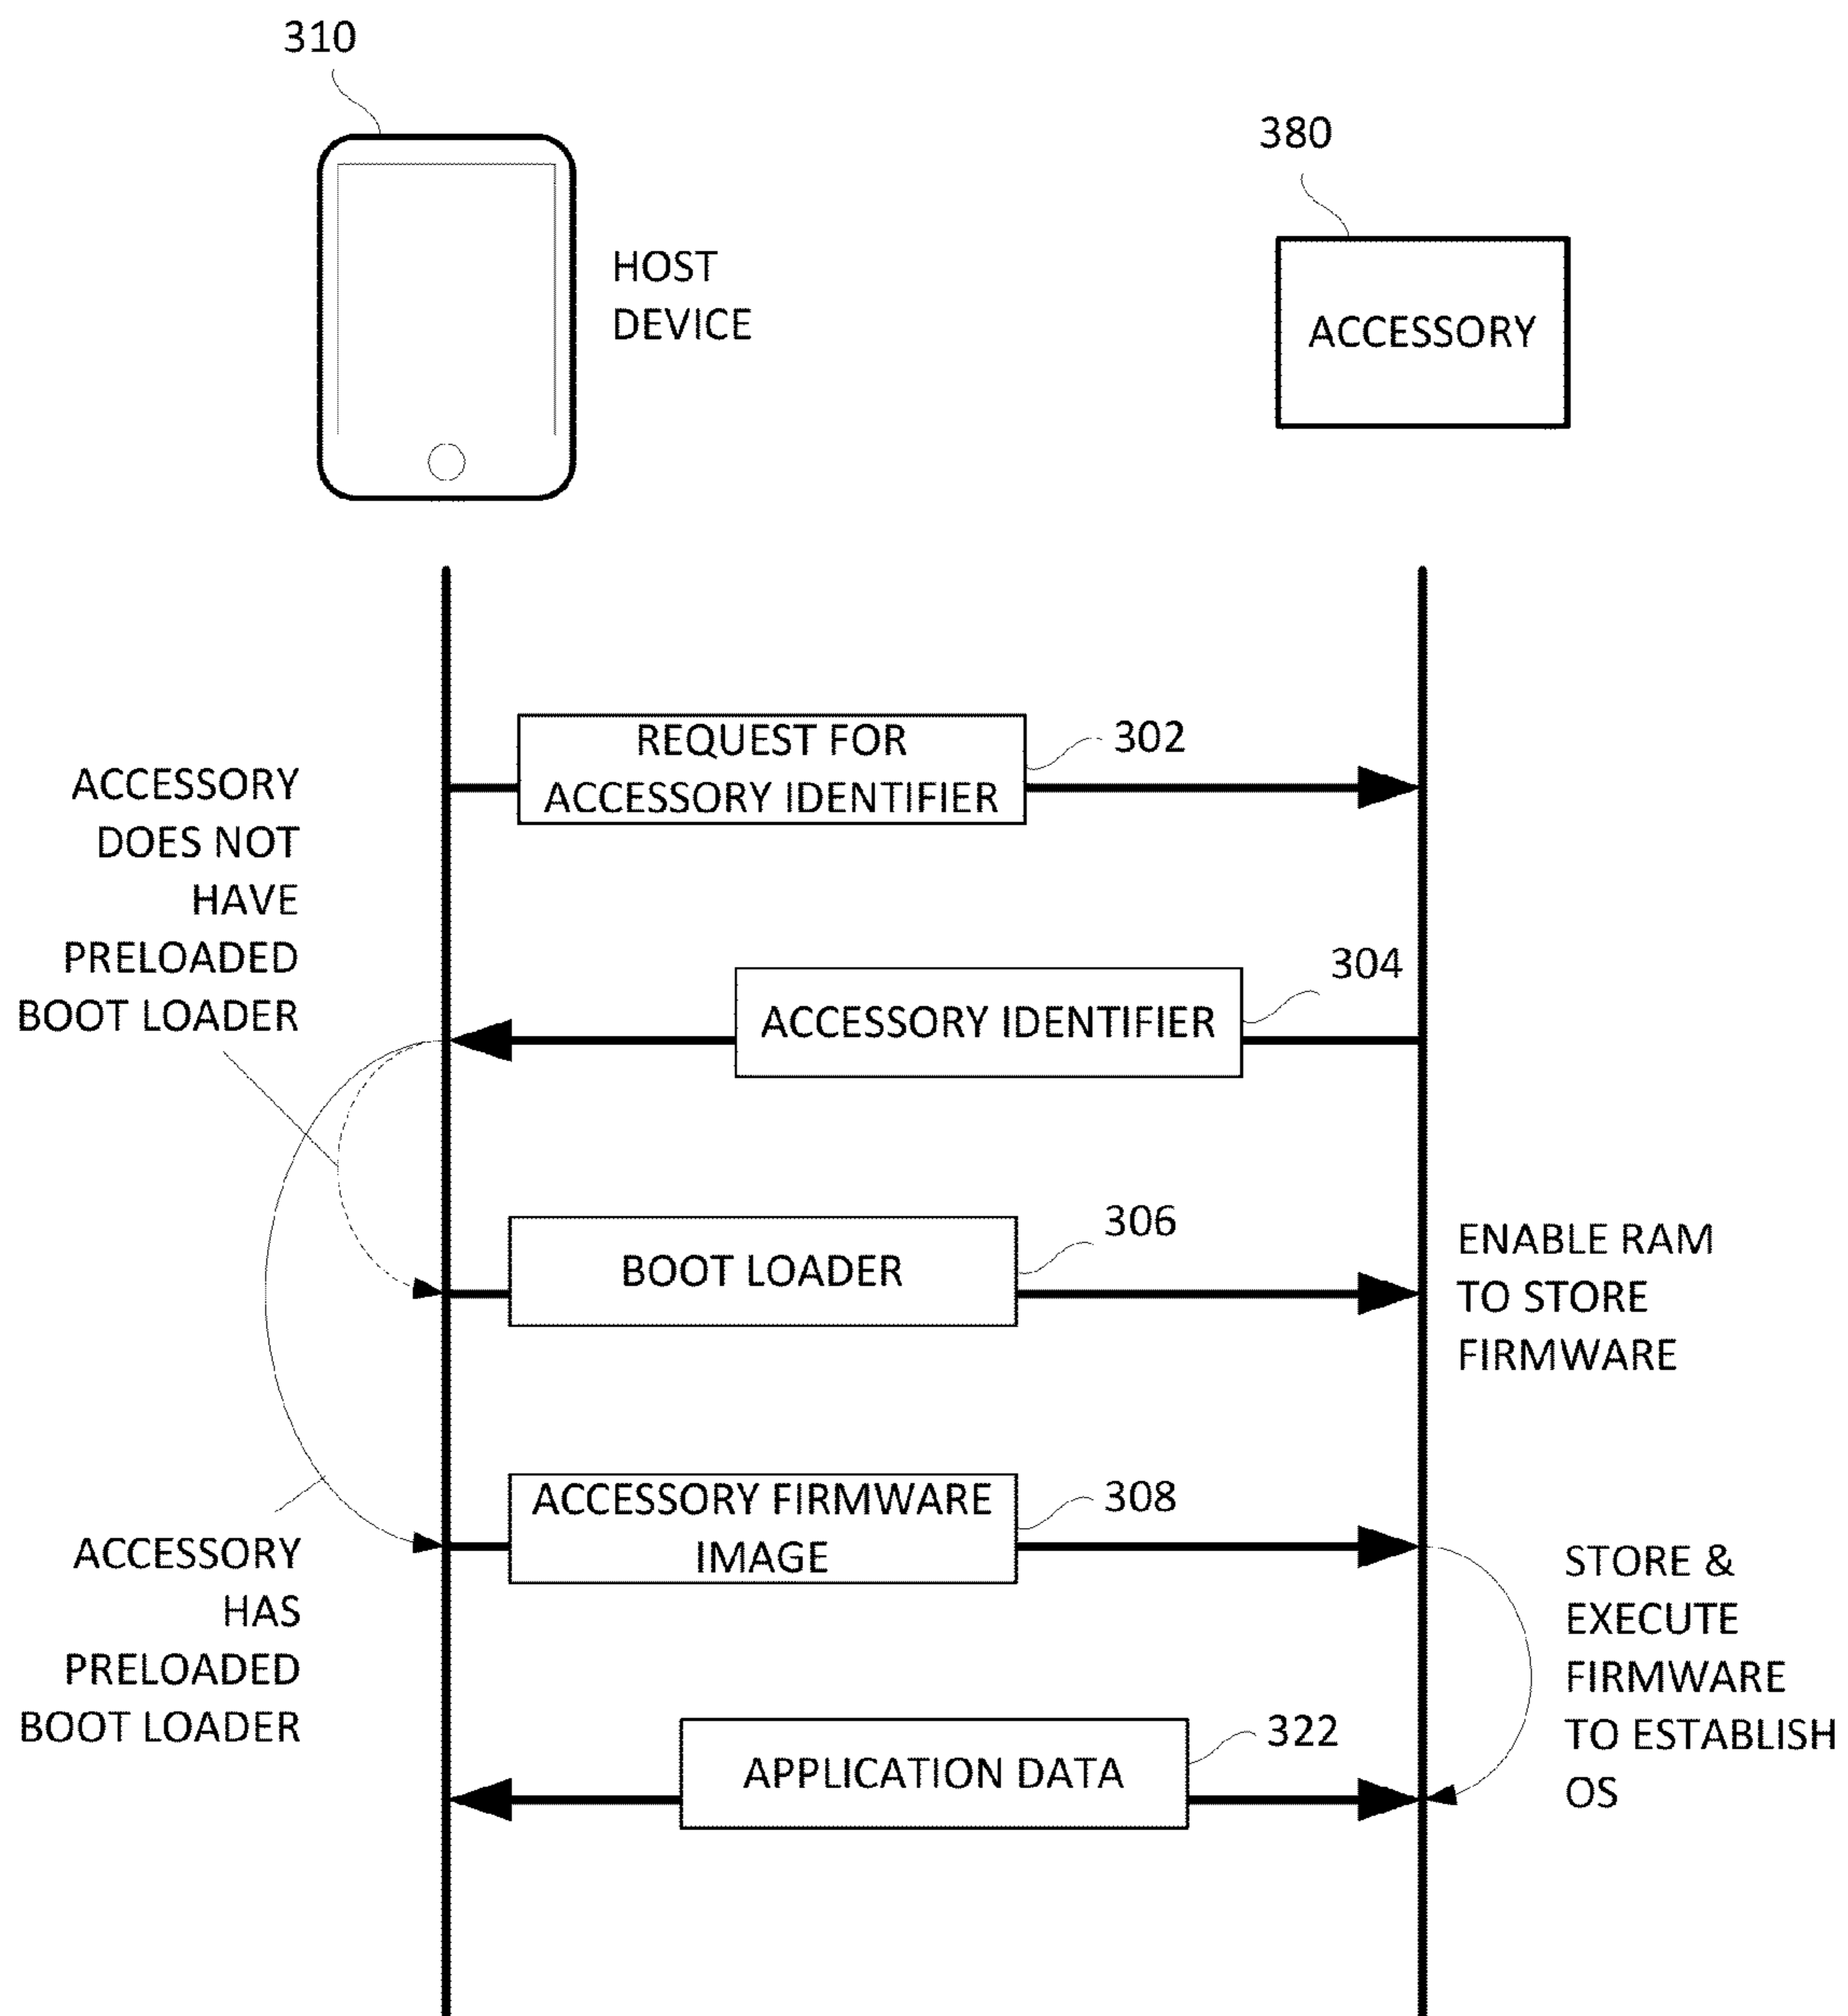 310
380
HOST
DEVICE
ACCESSORY
REQUEST FOR
ACCESSORY IDENTIFIER
302
ACCESSORY
DOES NOT
HAVE
PRELOADED
BOOT LOADER
304
ACCESSORY IDENTIFIER
306
BOOT LOADER
ENABLE RAM
TO STORE
FIRMWARE
ACCESSORY FIRMWARE
IMAGE
308
ACCESSORY
HAS
PRELOADED
BOOT LOADER
STORE &
EXECUTE
FIRMWARE
TO ESTABLISH
OS
322
APPLICATION DATA